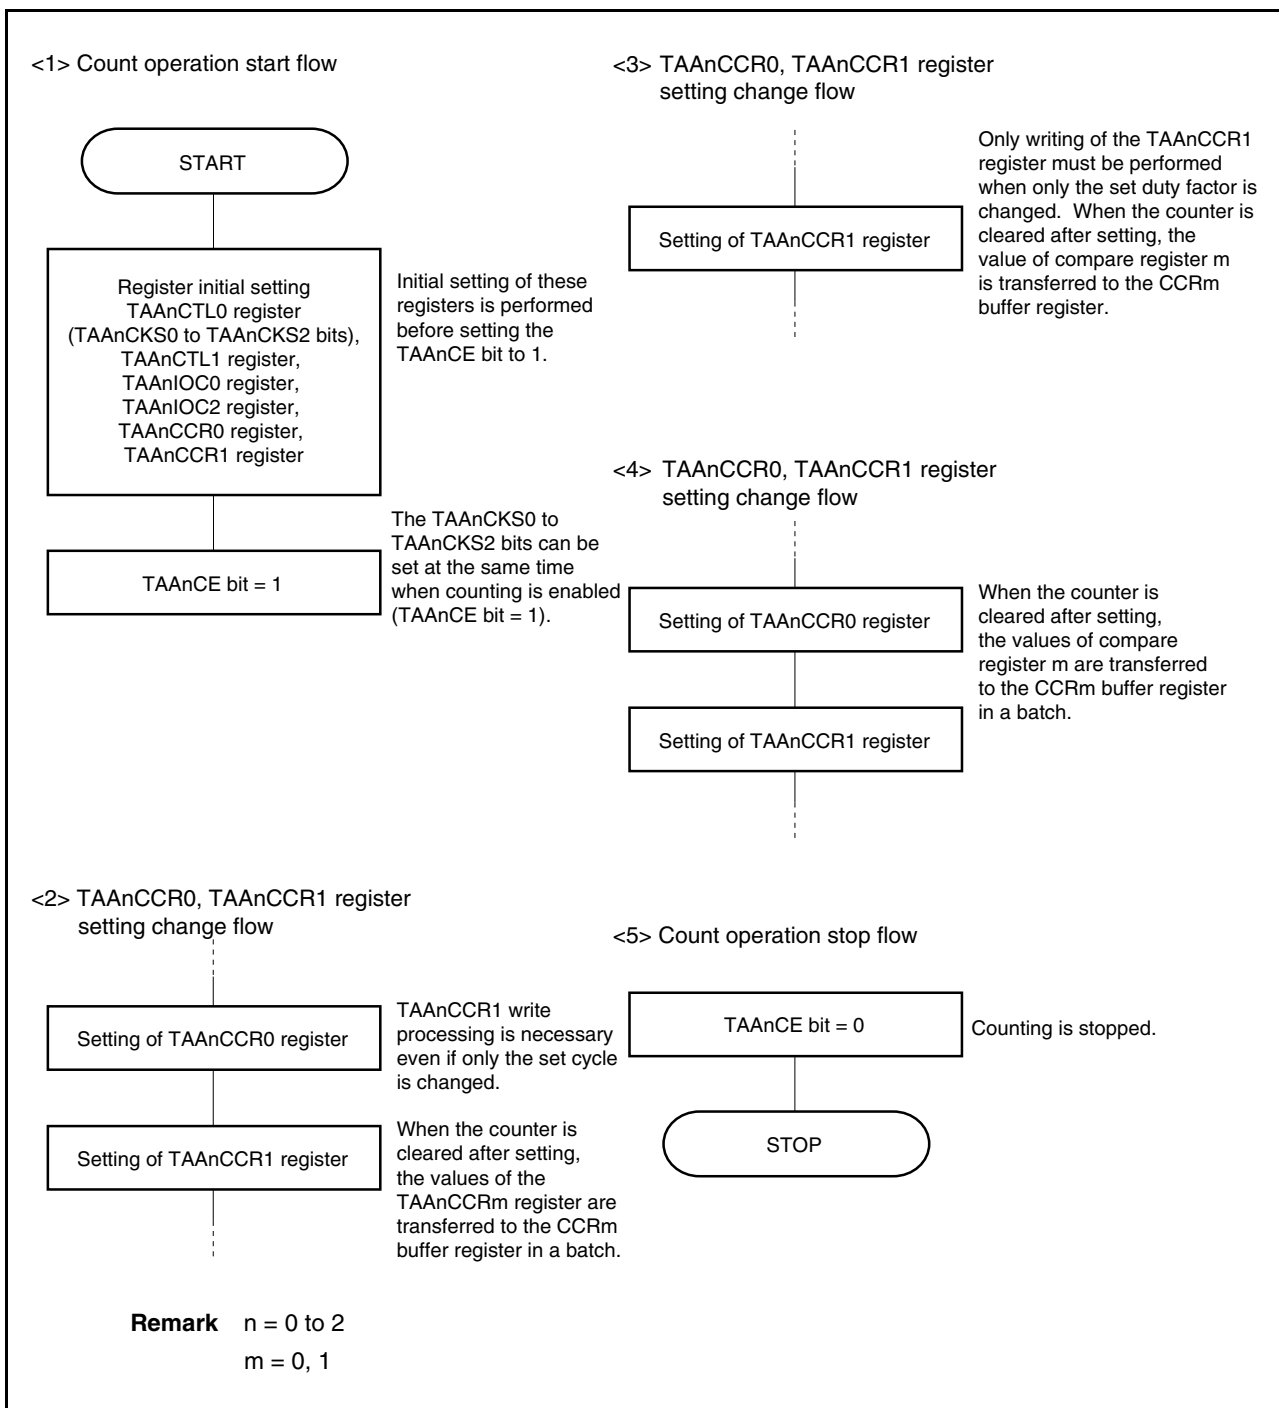 <1> Count operation start flow
START
Register initial setting
TAAnCTL0 register
(TAAnCKS0 to TAAnCKS2 bits),
TAAnCTL1 register,
TAAnIOC0 register,
TAAnIOC2 register,
TAAnCCR0 register,
TAAnCCR1 register
Initial setting of these
registers is performed
before setting the
TAAnCE bit to 1.
TAAnCE bit = 1
The TAAnCKS0 to
TAAnCKS2 bits can be
set at the same time
when counting is enabled
(TAAnCE bit = 1).
<2> TAAnCCR0, TAAnCCR1 register
setting change flow
Setting of TAAnCCR0 register
TAAnCCR1 write
processing is necessary
even if only the set cycle
is changed.
Setting of TAAnCCR1 register
When the counter is
cleared after setting,
the values of the
TAAnCCRm register are
transferred to the CCRm
buffer register in a batch.
<3> TAAnCCR0, TAAnCCR1 register
setting change flow
Setting of TAAnCCR1 register
Only writing of the TAAnCCR1
register must be performed
when only the set duty factor is
changed. When the counter is
cleared after setting, the
value of compare register m
is transferred to the CCRm
buffer register.
<4> TAAnCCR0, TAAnCCR1 register
setting change flow
Setting of TAAnCCR0 register
When the counter is
cleared after setting,
the values of compare
register m are transferred
to the CCRm buffer register
in a batch.
Setting of TAAnCCR1 register
<5> Count operation stop flow
TAAnCE bit = 0
Counting is stopped.
STOP
Remark n = 0 to 2
m = 0, 1